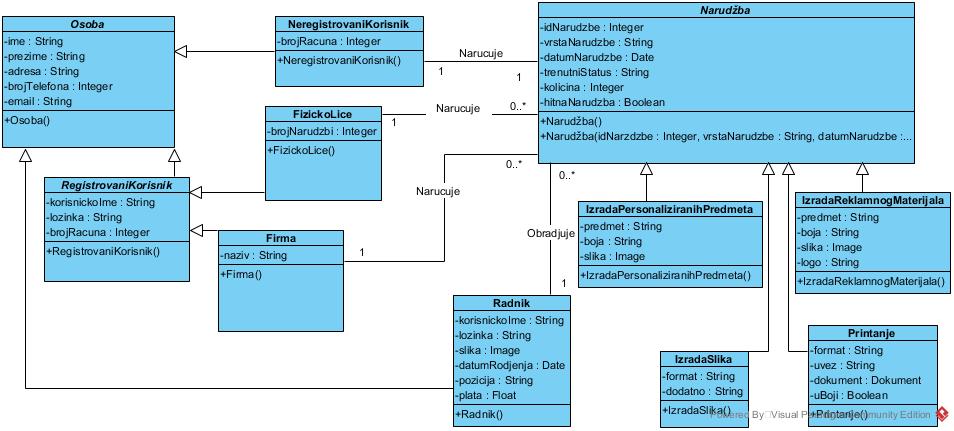 Osoba
-ime : String
-prezime : String
-adresa : String
-brojTelefona : Integer
-email : String
+Osoba()
NeregistrovaniKorisnik
-brojRacuna : Integer
+NeregistrovaniKorisnik()
Narucuje
1
1
Narudžba
-idNarudzbe : Integer
-vrstaNarudzbe : String
-datumNarudzbe : Date
-trenutniStatus : String
-kolicina : Integer
-hitnaNarudzba : Boolean
+Narudžba()
+Narudžba(idNarzdzbe : Integer, vrstaNarudzbe : String, datumNarudzbe :...
FizickoLice
-brojNarudzbi : Integer
+FizickoLice()
1
Narucuje
0..*
RegistrovaniKorisnik
-korisnickoIme : String
-lozinka : String
-brojRacuna : Integer
+RegistrovaniKorisnik()
Firma
-naziv : String
+Firma()
1
Narucuje
0..*
0..*
Obradjuje
1
IzradaPersonaliziranihPredmeta
-predmet : String
-boja : String
-slika : Image
+IzradaPersonaliziranihPredmeta()
IzradaReklamnogMaterijala
-predmet : String
-boja : String
-slika : Image
-logo : String
+IzradaReklamnogMaterijala()
Radnik
-korisnickoIme : String
-lozinka : String
-slika : Image
-datumRodjenja : Date
-pozicija : String
-plata : Float
+Radnik()
IzradaSlika
-format : String
-dodatno : String
+IzradaSlika()
Printanje
-format : String
-uvez : String
-dokument : Dokument
-uBoji : Boolean
+Printanje()
Powered By Visual Paradigm Community Edition